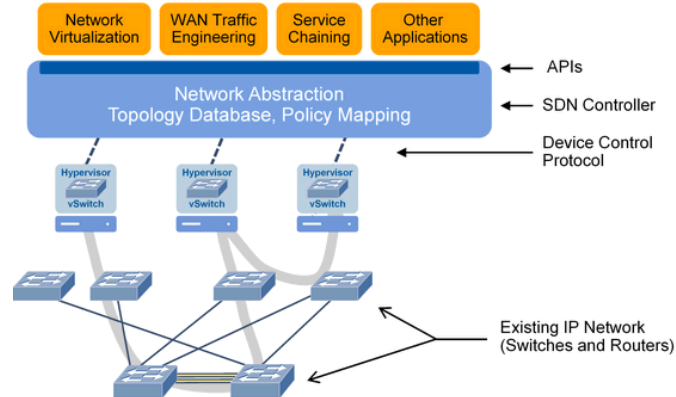 Network
Virtualization
WAN Traffic
Engineering
Service
Chaining
Other
Applications
APIs
Network Abstraction
Topology Database, Policy Mapping
SDN Controller
Device Control
Protocol
Hypervisor
vSwitch
Hypervisor
vSwitch
Hypervisor
vSwitch
Existing IP Network
(Switches and Routers)